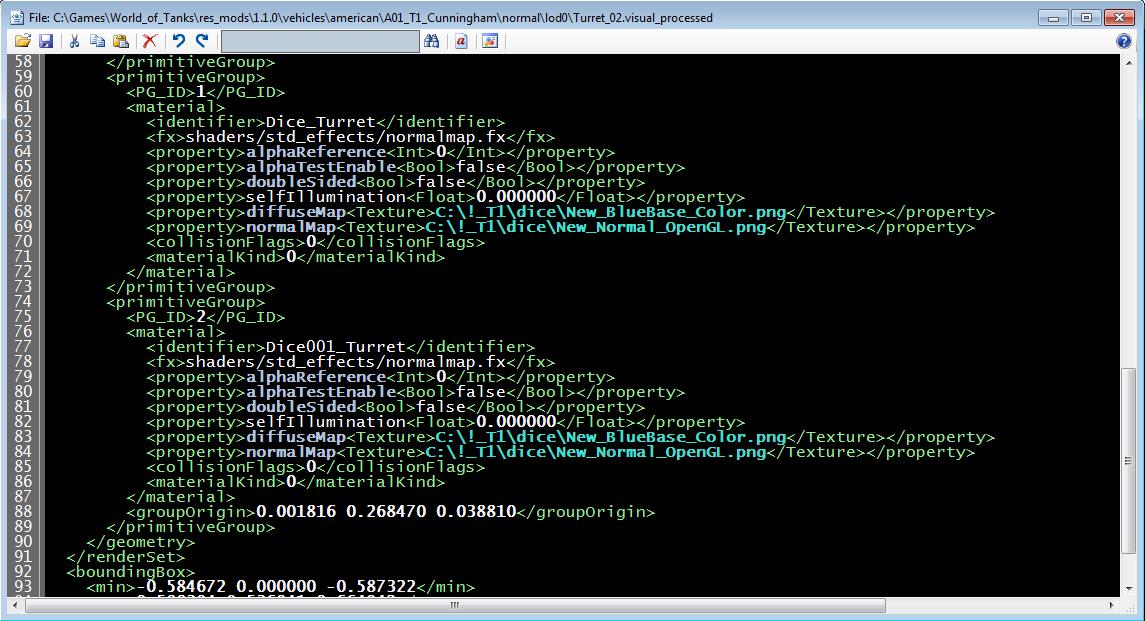 File: C:\Games\World_of_Tanks\res_mods\1.1.0\vehicles\american\A01_T1_Cunningham\normal\lod0\Turret_02.visual_processed
58 </primitiveGroup>
59 <primitiveGroup>
60 <PG_ID>1</PG_ID>
61 <material>
62 <identifier>Dice_Turret</identifier>
63 <fx>shaders/std_effects/normalmap.fx</fx>
64 <property>alphaReference<Int>0</Int></property>
65 <property>alphaTestEnable<Bool>false</Bool></property>
66 <property>doubleSided<Bool>false</Bool></property>
67 <property>selfIllumination<Float>0.000000</Float></property>
68 <property>diffuseMap<Texture>C:\!_T1\dice\New_BlueBase_Color.png</Texture></property>
69 <property>normalMap<Texture>C:\!_T1\dice\New_Normal_OpenGL.png</Texture></property>
70 <collisionFlags>0</collisionFlags>
71 <materialKind>0</materialKind>
72 </material>
73 </primitiveGroup>
74 <primitiveGroup>
75 <PG_ID>2</PG_ID>
76 <material>
77 <identifier>Dice001_Turret</identifier>
78 <fx>shaders/std_effects/normalmap.fx</fx>
79 <property>alphaReference<Int>0</Int></property>
80 <property>alphaTestEnable<Bool>false</Bool></property>
81 <property>doubleSided<Bool>false</Bool></property>
82 <property>selfIllumination<Float>0.000000</Float></property>
83 <property>diffuseMap<Texture>C:\!_T1\dice\New_BlueBase_Color.png</Texture></property>
84 <property>normalMap<Texture>C:\!_T1\dice\New_Normal_OpenGL.png</Texture></property>
85 <collisionFlags>0</collisionFlags>
86 <materialKind>0</materialKind>
87 </material>
88 <groupOrigin>0.001816 0.268470 0.038810</groupOrigin>
89 </primitiveGroup>
90 </geometry>
91 </renderSet>
92 <boundingBox>
93 <min>-0.584672 0.000000 -0.587322</min>